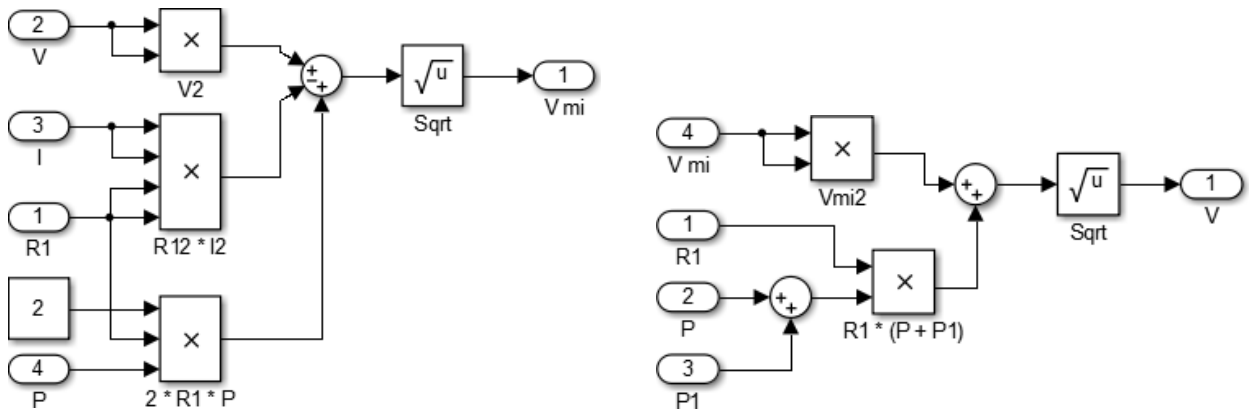 2
V
×
V2
3
I
×
1
R1
R12 * I2
2
4
P
×
2 * R1 * P
+
−
+
√u
Sqrt
1
V mi
4
V mi
×
Vmi2
1
R1
2
P
3
P1
+
+
×
R1 * (P + P1)
+
+
√u
Sqrt
1
V